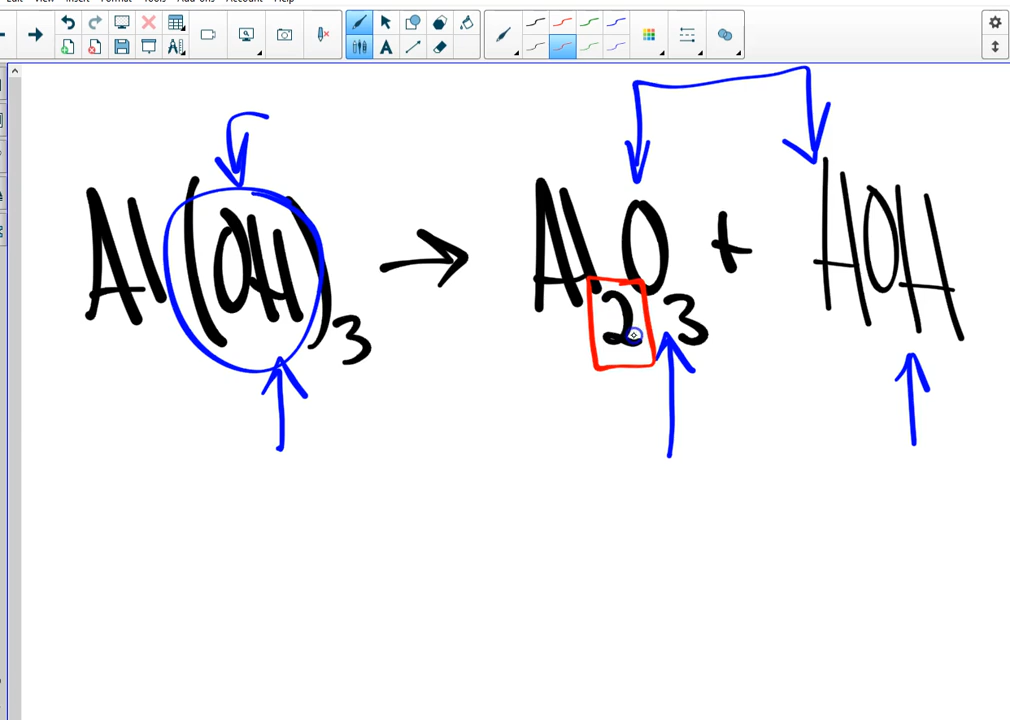 Al(OH)₃ → Al₂O₃ + HOH